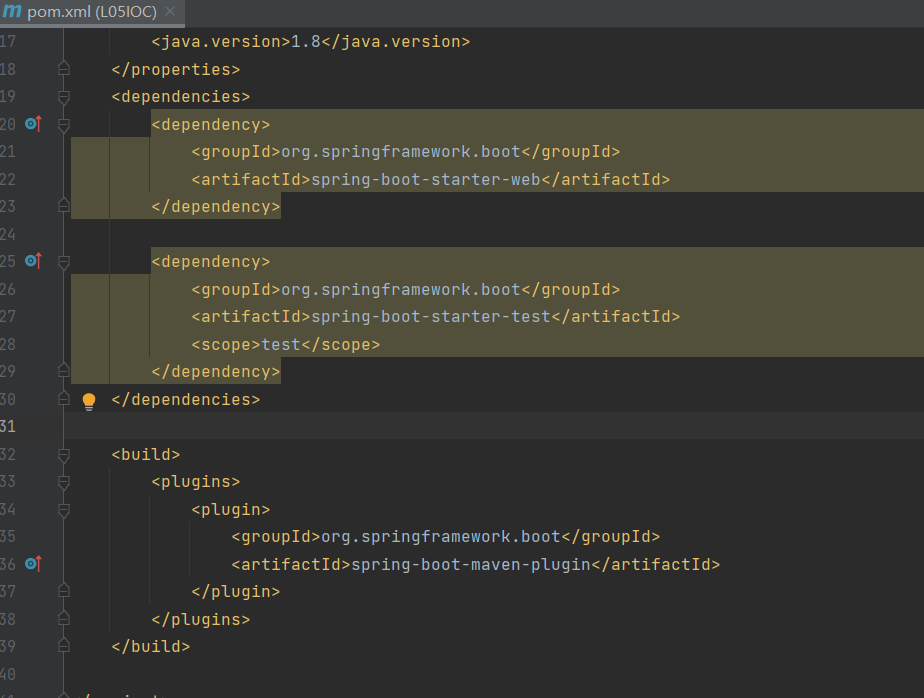 m pom.xml (L05IOC) ×
17 <java.version>1.8</java.version>
18 </properties>
19 <dependencies>
20 <dependency>
21 <groupId>org.springframework.boot</groupId>
22 <artifactId>spring-boot-starter-web</artifactId>
23 </dependency>
24
25 <dependency>
26 <groupId>org.springframework.boot</groupId>
27 <artifactId>spring-boot-starter-test</artifactId>
28 <scope>test</scope>
29 </dependency>
30 </dependencies>
31
32 <build>
33 <plugins>
34 <plugin>
35 <groupId>org.springframework.boot</groupId>
36 <artifactId>spring-boot-maven-plugin</artifactId>
37 </plugin>
38 </plugins>
39 </build>
40